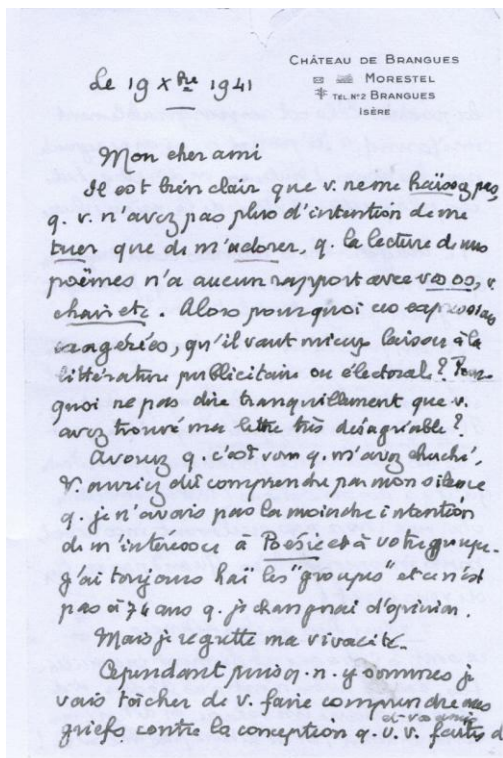 CHÂTEAU DE BRANGUES
MORESTEL
TEL. Nº2 BRANGUES
ISÈRE
Le 19 Xbre 1941
Mon cher ami
Il est bien clair que v. ne me haïssez pas,
q. v. n'avez pas plus d'intention de me
tuer que de m'adorer, q. la lecture de mes
poëmes n'a aucun rapport avec vos os, v.
chair etc. Alors pourquoi ces expressions
exagérées, qu'il vaut mieux laisser à la
littérature publicitaire ou électorale ? Pour-
quoi ne pas dire tranquillement que v.
avez trouvé ma lettre très désagréable ?
Avouez q. c'est vous q. m'avez cherché.
V. auriez dû comprendre par mon silence
q. je n'avais pas la moindre intention
de m'intéresser à Poésie et à votre groupe.
J'ai toujours haï les "groupes" et ce n'est
pas à 74 ans q. je changerai d'opinion.
Mais je regrette ma vivacité.
Cependant puisq. n. y sommes je
vais tâcher de v. faire comprendre mes
griefs contre la conception q. v. v. faites d
et vos amis